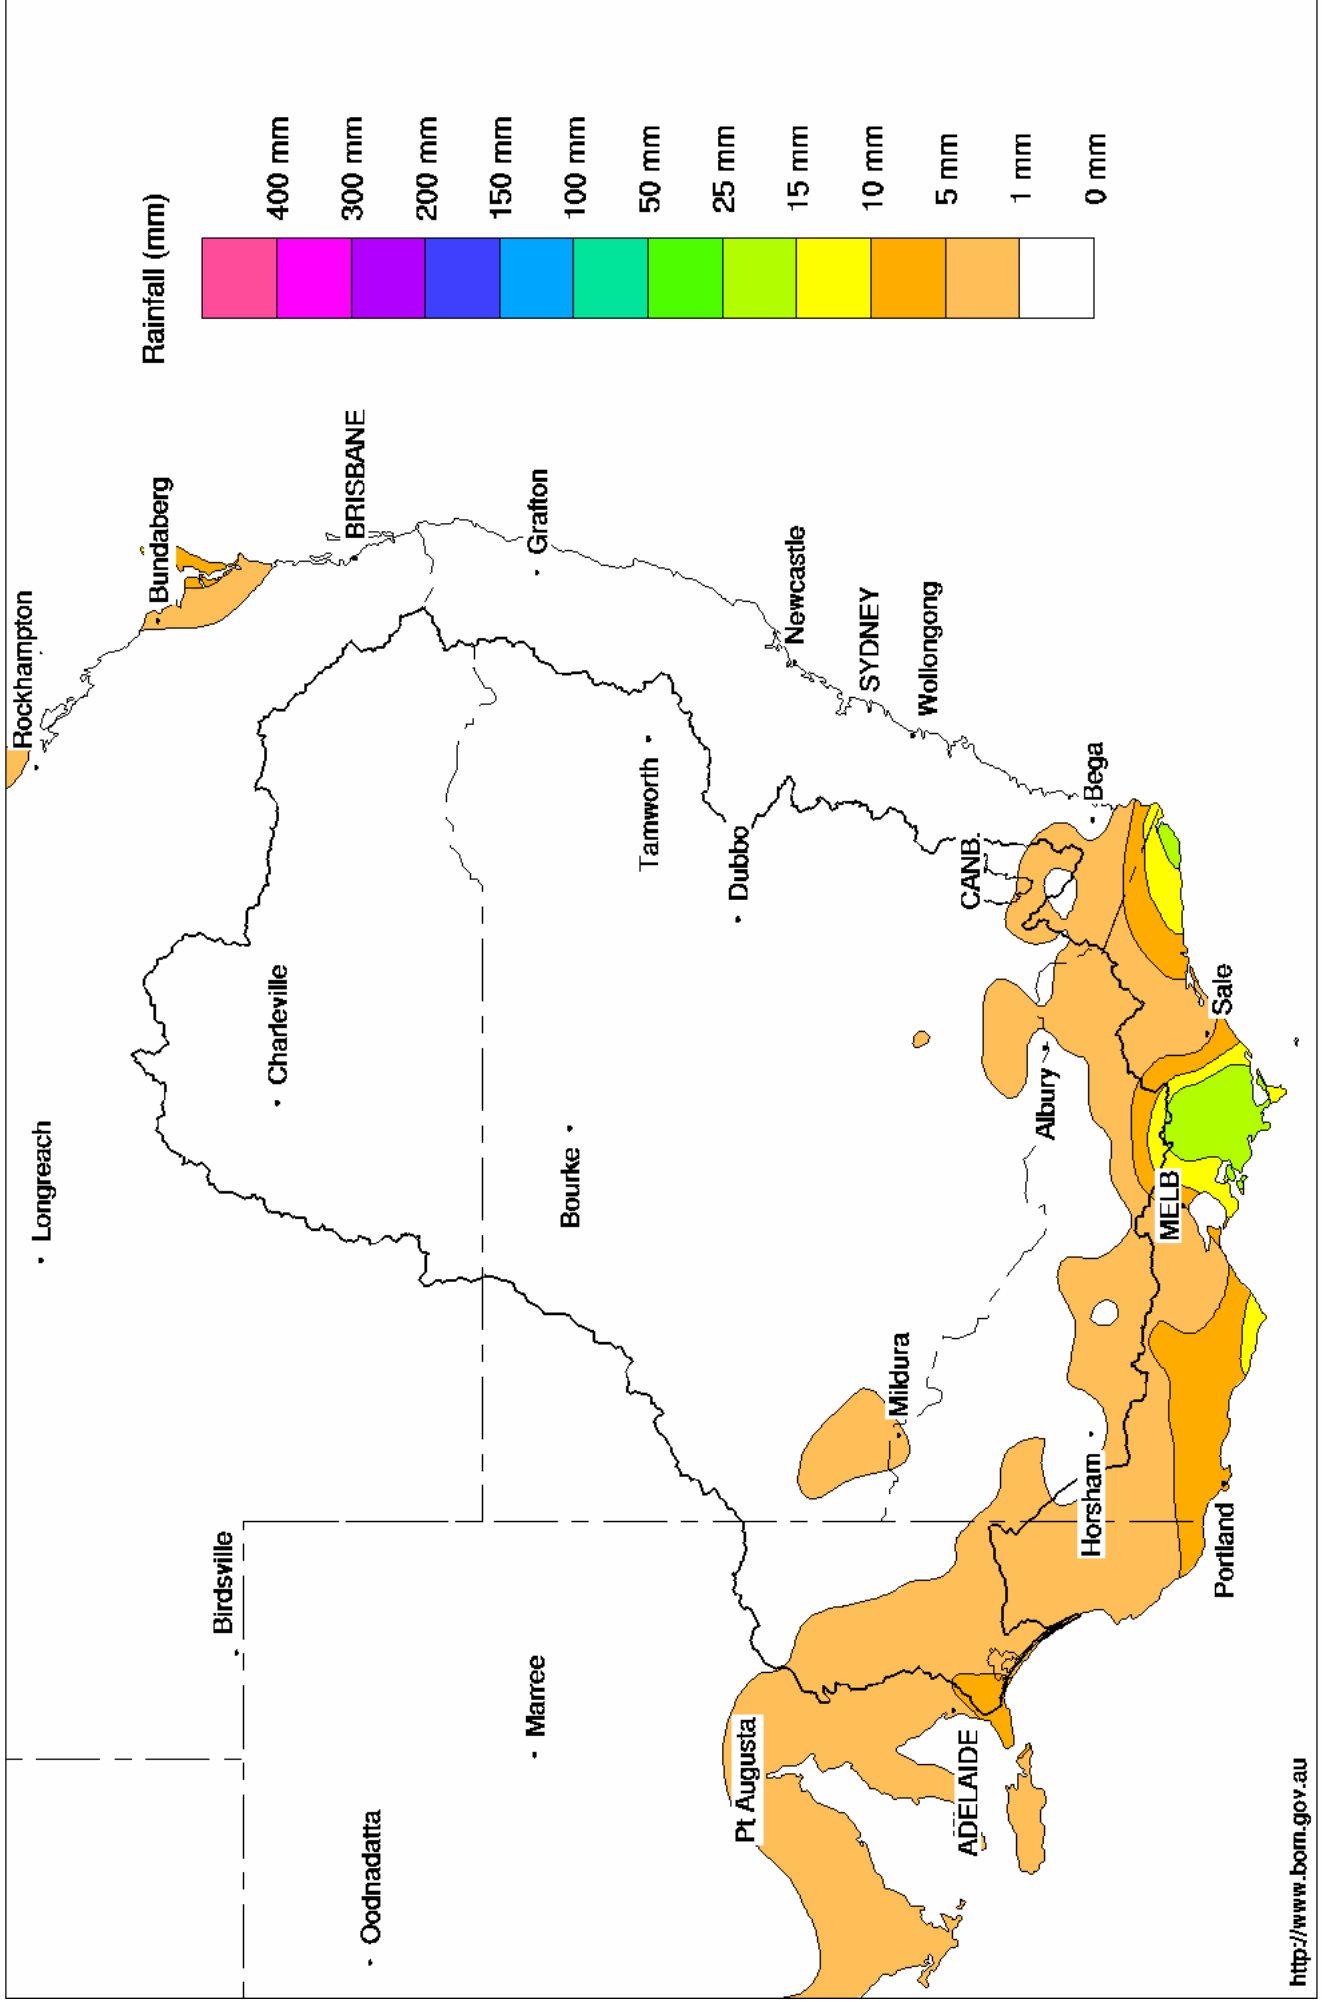 Rockhampton
Longreach
Bundaberg
Birdsville
Charleville
BRISBANE
Oodnadatta
Marree
Bourke
Grafton
Tamworth
Pt Augusta
Dubbo
Newcastle
Mildura
SYDNEY
Wollongong
ADELAIDE
CANB.
Albury
Horsham
Bega
MELB
Portland
Sale
Rainfall (mm)
400 mm
300 mm
200 mm
150 mm
100 mm
50 mm
25 mm
15 mm
10 mm
5 mm
1 mm
0 mm
http://www.bom.gov.au